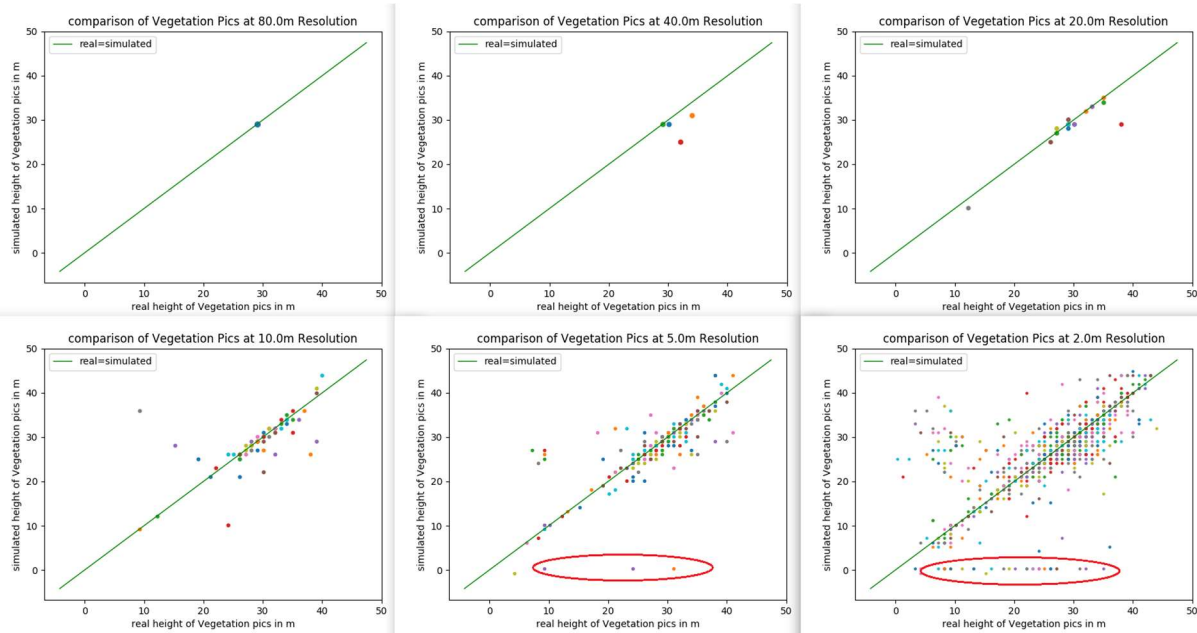 comparison of Vegetation Pics at 80.0m Resolution
real=simulated
simulated height of Vegetation pics in m
50
40
30
20
10
0
0 10 20 30 40 50
real height of Vegetation pics in m
comparison of Vegetation Pics at 40.0m Resolution
real=simulated
simulated height of Vegetation pics in m
50
40
30
20
10
0
0 10 20 30 40 50
real height of Vegetation pics in m
comparison of Vegetation Pics at 20.0m Resolution
real=simulated
simulated height of Vegetation pics in m
50
40
30
20
10
0
0 10 20 30 40 50
real height of Vegetation pics in m
comparison of Vegetation Pics at 10.0m Resolution
real=simulated
simulated height of Vegetation pics in m
50
40
30
20
10
0
0 10 20 30 40 50
real height of Vegetation pics in m
comparison of Vegetation Pics at 5.0m Resolution
real=simulated
simulated height of Vegetation pics in m
50
40
30
20
10
0
0 10 20 30 40 50
real height of Vegetation pics in m
comparison of Vegetation Pics at 2.0m Resolution
real=simulated
simulated height of Vegetation pics in m
50
40
30
20
10
0
0 10 20 30 40 50
real height of Vegetation pics in m